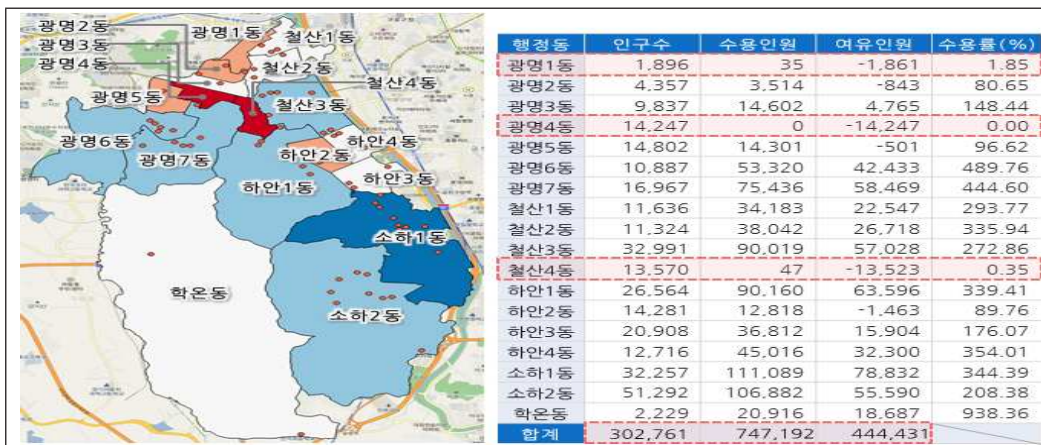 광명2동
광명3동
광명4동
광명1동
철산1동
철산2동
철산4동
광명5동
철산3동
광명6동
광명7동
하안4동
하안2동
하안1동
하안3동
소하1동
학온동
소하2동
행정동 인구수 수용인원 여유인원 수용률(%)
광명1동 1,896 35 -1,861 1.85
광명2동 4,357 3,514 -843 80.65
광명3동 9,837 14,602 4,765 148.44
광명4동 14,247 0 -14,247 0.00
광명5동 14,802 14,301 -501 96.62
광명6동 10,887 53,320 42,433 489.76
광명7동 16,967 75,436 58,469 444.60
철산1동 11,636 34,183 22,547 293.77
철산2동 11,324 38,042 26,718 335.94
철산3동 32,991 90,019 57,028 272.86
철산4동 13,570 47 -13,523 0.35
하안1동 26,564 90,160 63,596 339.41
하안2동 14,281 12,818 -1,463 89.76
하안3동 20,908 36,812 15,904 176.07
하안4동 12,716 45,016 32,300 354.01
소하1동 32,257 111,089 78,832 344.39
소하2동 51,292 106,882 55,590 208.38
학온동 2,229 20,916 18,687 938.36
합계 302,761 747,192 444,431